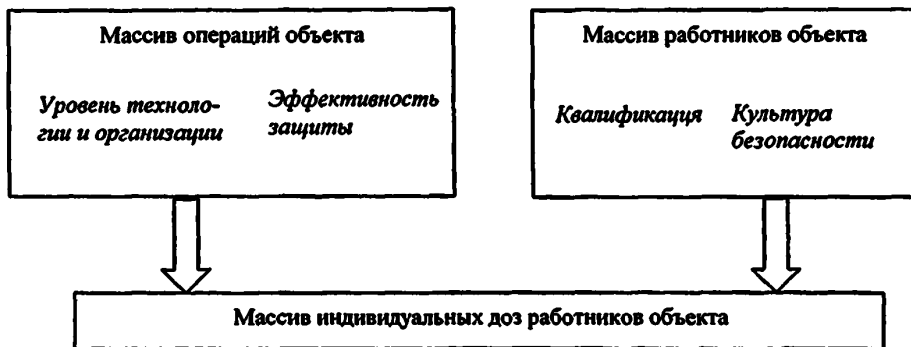 Массив операций объекта
Уровень техноло-
гии и организации
Эффективность
защиты
Массив работников объекта
Квалификация
Культура
безопасности
Массив индивидуальных доз работников объекта